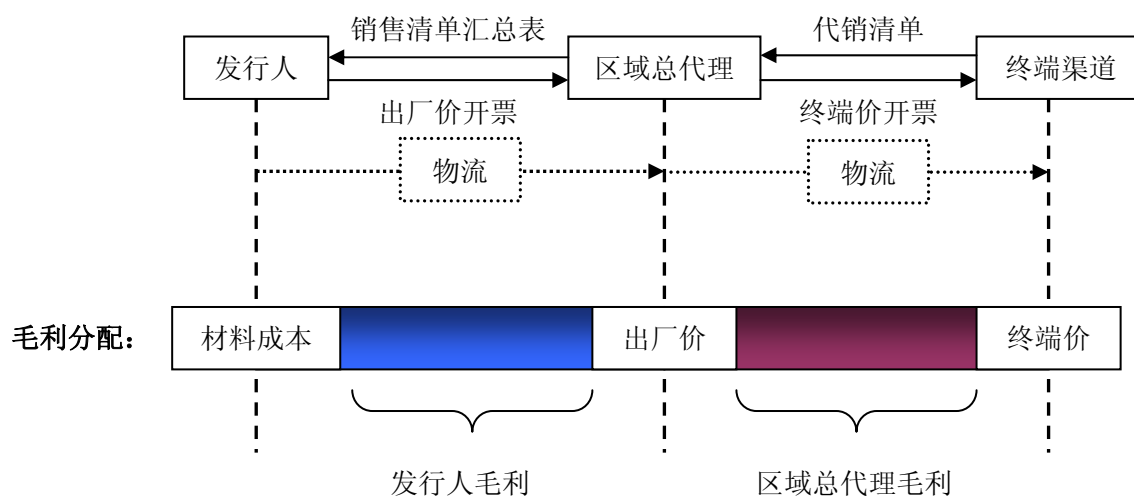 销售清单汇总表
代销清单
发行人
区域总代理
终端渠道
出厂价开票
终端价开票
物流
物流
毛利分配：
材料成本
出厂价
终端价
发行人毛利
区域总代理毛利